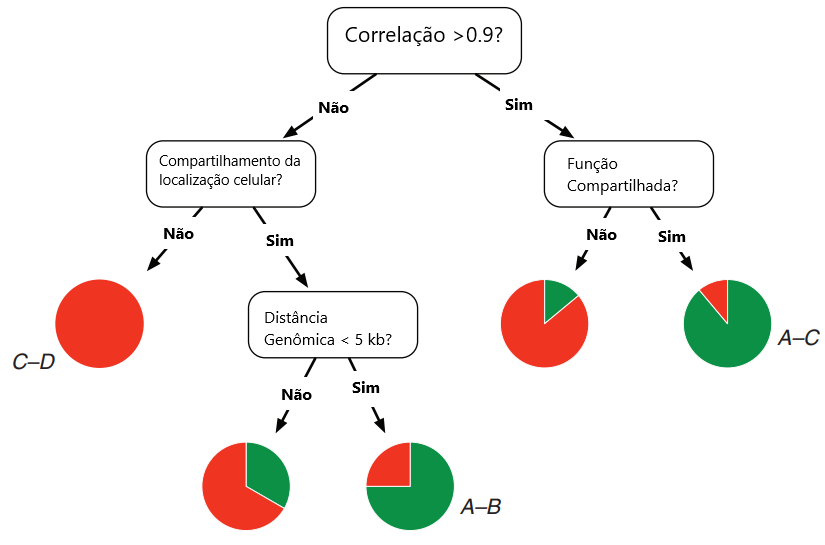 Correlação >0.9?
Não
Sim
Compartilhamento da
localização celular?
Função
Compartilhada?
Não
Sim
Não
Sim
C–D
Distância
Genômica < 5 kb?
A–C
Não
Sim
A–B